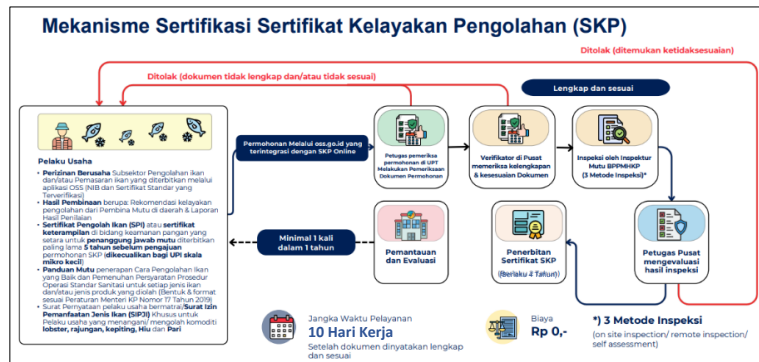 Mekanisme Sertifikasi Sertifikat Kelayakan Pengolahan (SKP)
Ditolak (ditemukan ketidaksesuaian)
Ditolak (dokumen tidak lengkap dan/atau tidak sesuai)
Lengkap dan sesuai
Pelaku Usaha
• Perizinan Berusaha Subsektor Pengolahan ikan
dan/atau Pemasaran ikan yang diterbitkan melalui
aplikasi OSS (NIB dan Sertifikat Standar yang
Terverifikasi)
• Hasil Pembinaan berupa: Rekomendasi kelayakan
pengolahan dari Pembina Mutu di daerah & Laporan
Hasil Penilaian
• Sertifikat Pengolah Ikan (SPI) atau sertifikat
keterampilan di bidang keamanan pangan yang
setara untuk penanggung jawab mutu diterbitkan
paling lama 5 tahun sebelum pengajuan
permohonan SKP (dikecualikan bagi UPI skala
mikro kecil)
• Panduan Mutu penerapan Cara Pengolahan Ikan
yang Baik dan Pemenuhan Persyaratan Prosedur
Operasi Standar Sanitasi untuk setiap jenis ikan
dan/atau jenis produk yang diolah (Bentuk & format
sesuai Peraturan Menteri KP Nomor 17 Tahun 2019)
• Surat Pernyataan pelaku usaha bermatrai/Surat Izin
Pemanfaatan Jenis Ikan (SIPJI) Khusus untuk
Pelaku usaha yang menangani/ mengolah komoditi
lobster, rajungan, kepiting, Hiu dan Pari
Permohonan Melalui oss.go.id yang
terintegrasi dengan SKP Online
Petugas pemeriksa
permohonan di UPT
Melakukan Pemeriksaan
Dokumen Permohonan
Verifikator di Pusat
memeriksa kelengkapan
& kesesuaian Dokumen
Inspeksi oleh Inspektur
Mutu BPPMHKP
(3 Metode Inspeksi)*
Minimal 1 kali
dalam 1 tahun
Pemantauan
dan Evaluasi
Penerbitan
Sertifikat SKP
(Berlaku 2 Tahun)
Petugas Pusat
mengevaluasi
hasil inspeksi
Jangka Waktu Pelayanan
10 Hari Kerja
Setelah dokumen dinyatakan lengkap
dan sesuai
Biaya
Rp 0,-
*) 3 Metode Inspeksi
(on site inspection/ remote inspection/
self assessment)